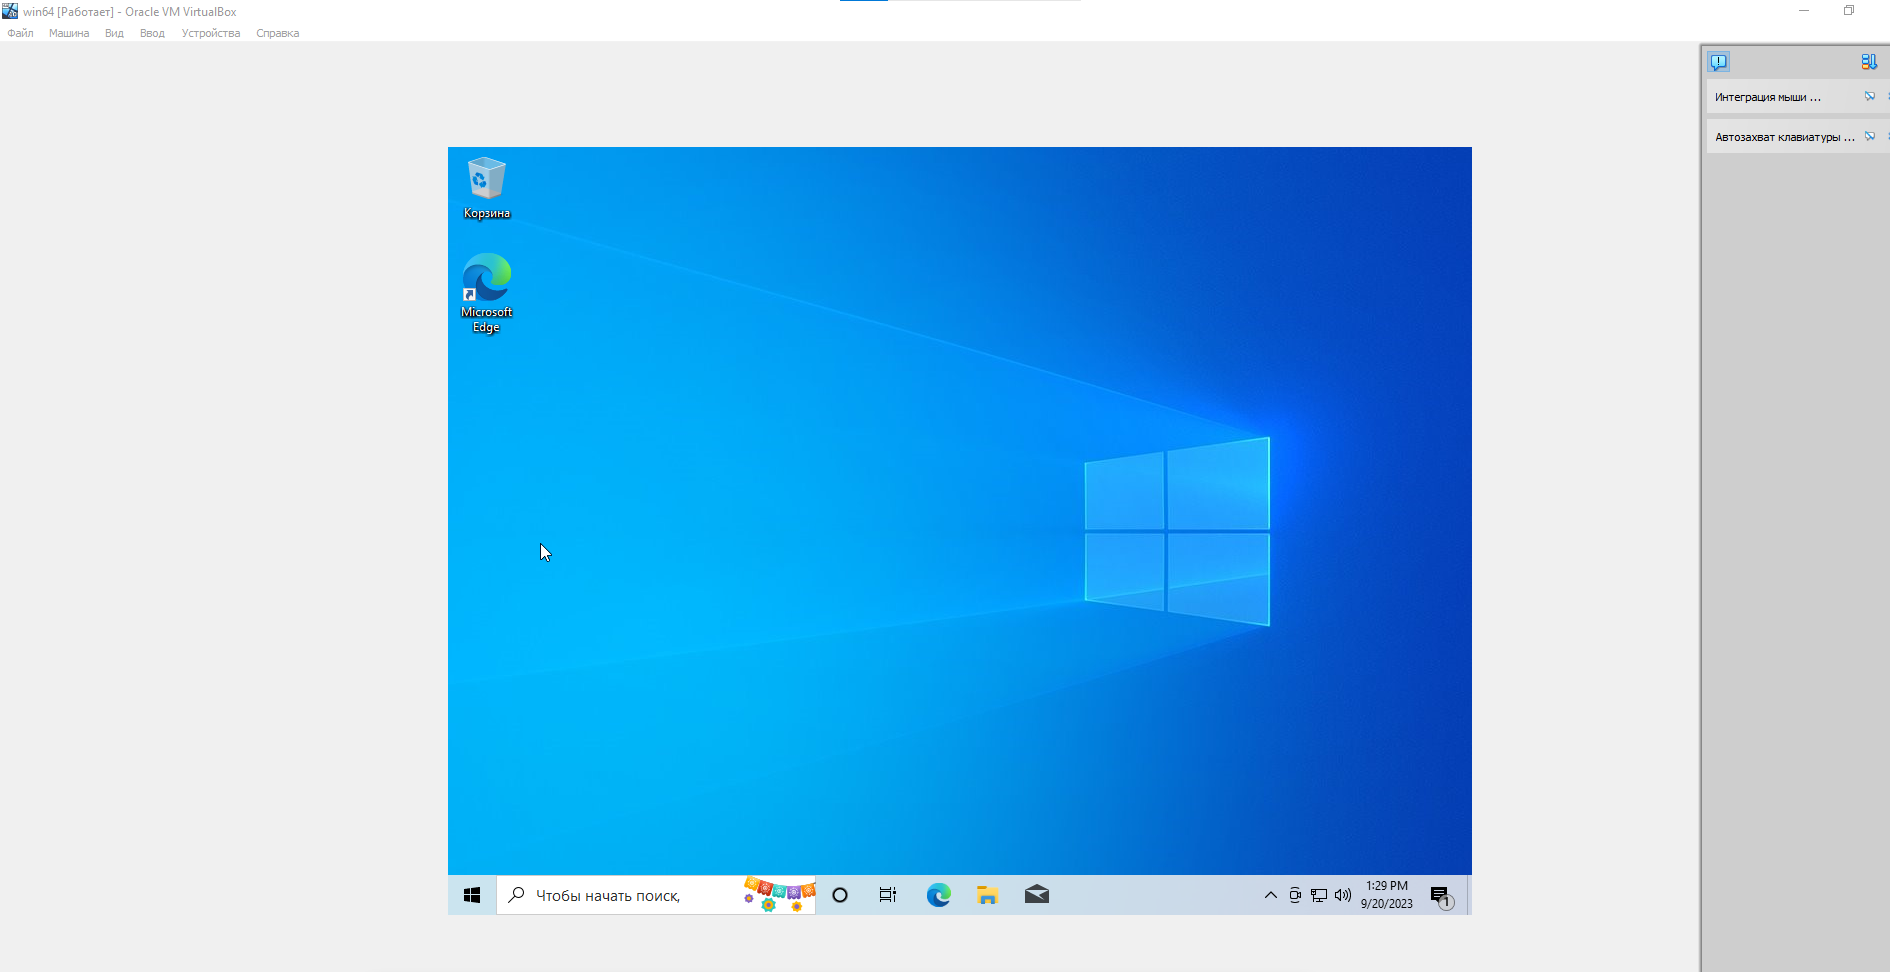 win64 [Работает] - Oracle VM VirtualBox
Файл Машина Вид Ввод Устройства Справка
Интеграция мыши ...
Автозахват клавиатуры ...
Корзина
Microsoft
Edge
Чтобы начать поиск,
1:29 PM
9/20/2023
1